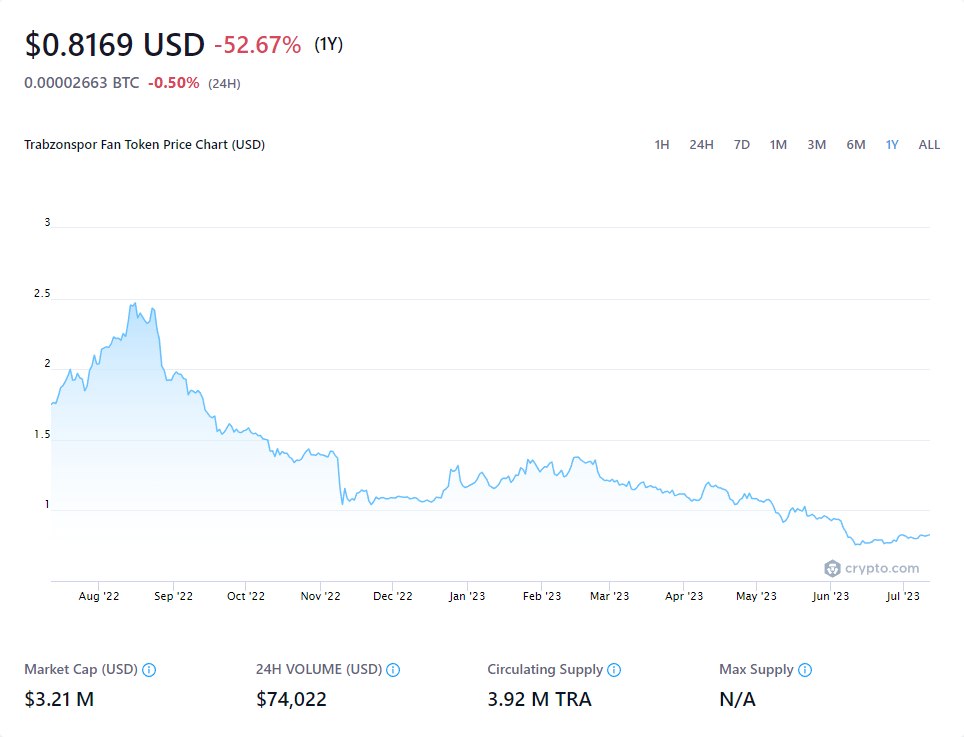 $0.8169 USD -52.67% (1Y)
0.00002663 BTC -0.50% (24H)
Trabzonspor Fan Token Price Chart (USD)
1H 24H 7D 1M 3M 6M 1Y ALL
3
2.5
2
1.5
1
crypto.com
Aug '22 Sep '22 Oct '22 Nov '22 Dec '22 Jan '23 Feb '23 Mar '23 Apr '23 May '23 Jun '23 Jul '23
Market Cap (USD) 24H VOLUME (USD) Circulating Supply Max Supply
$3.21 M $74,022 3.92 M TRA N/A